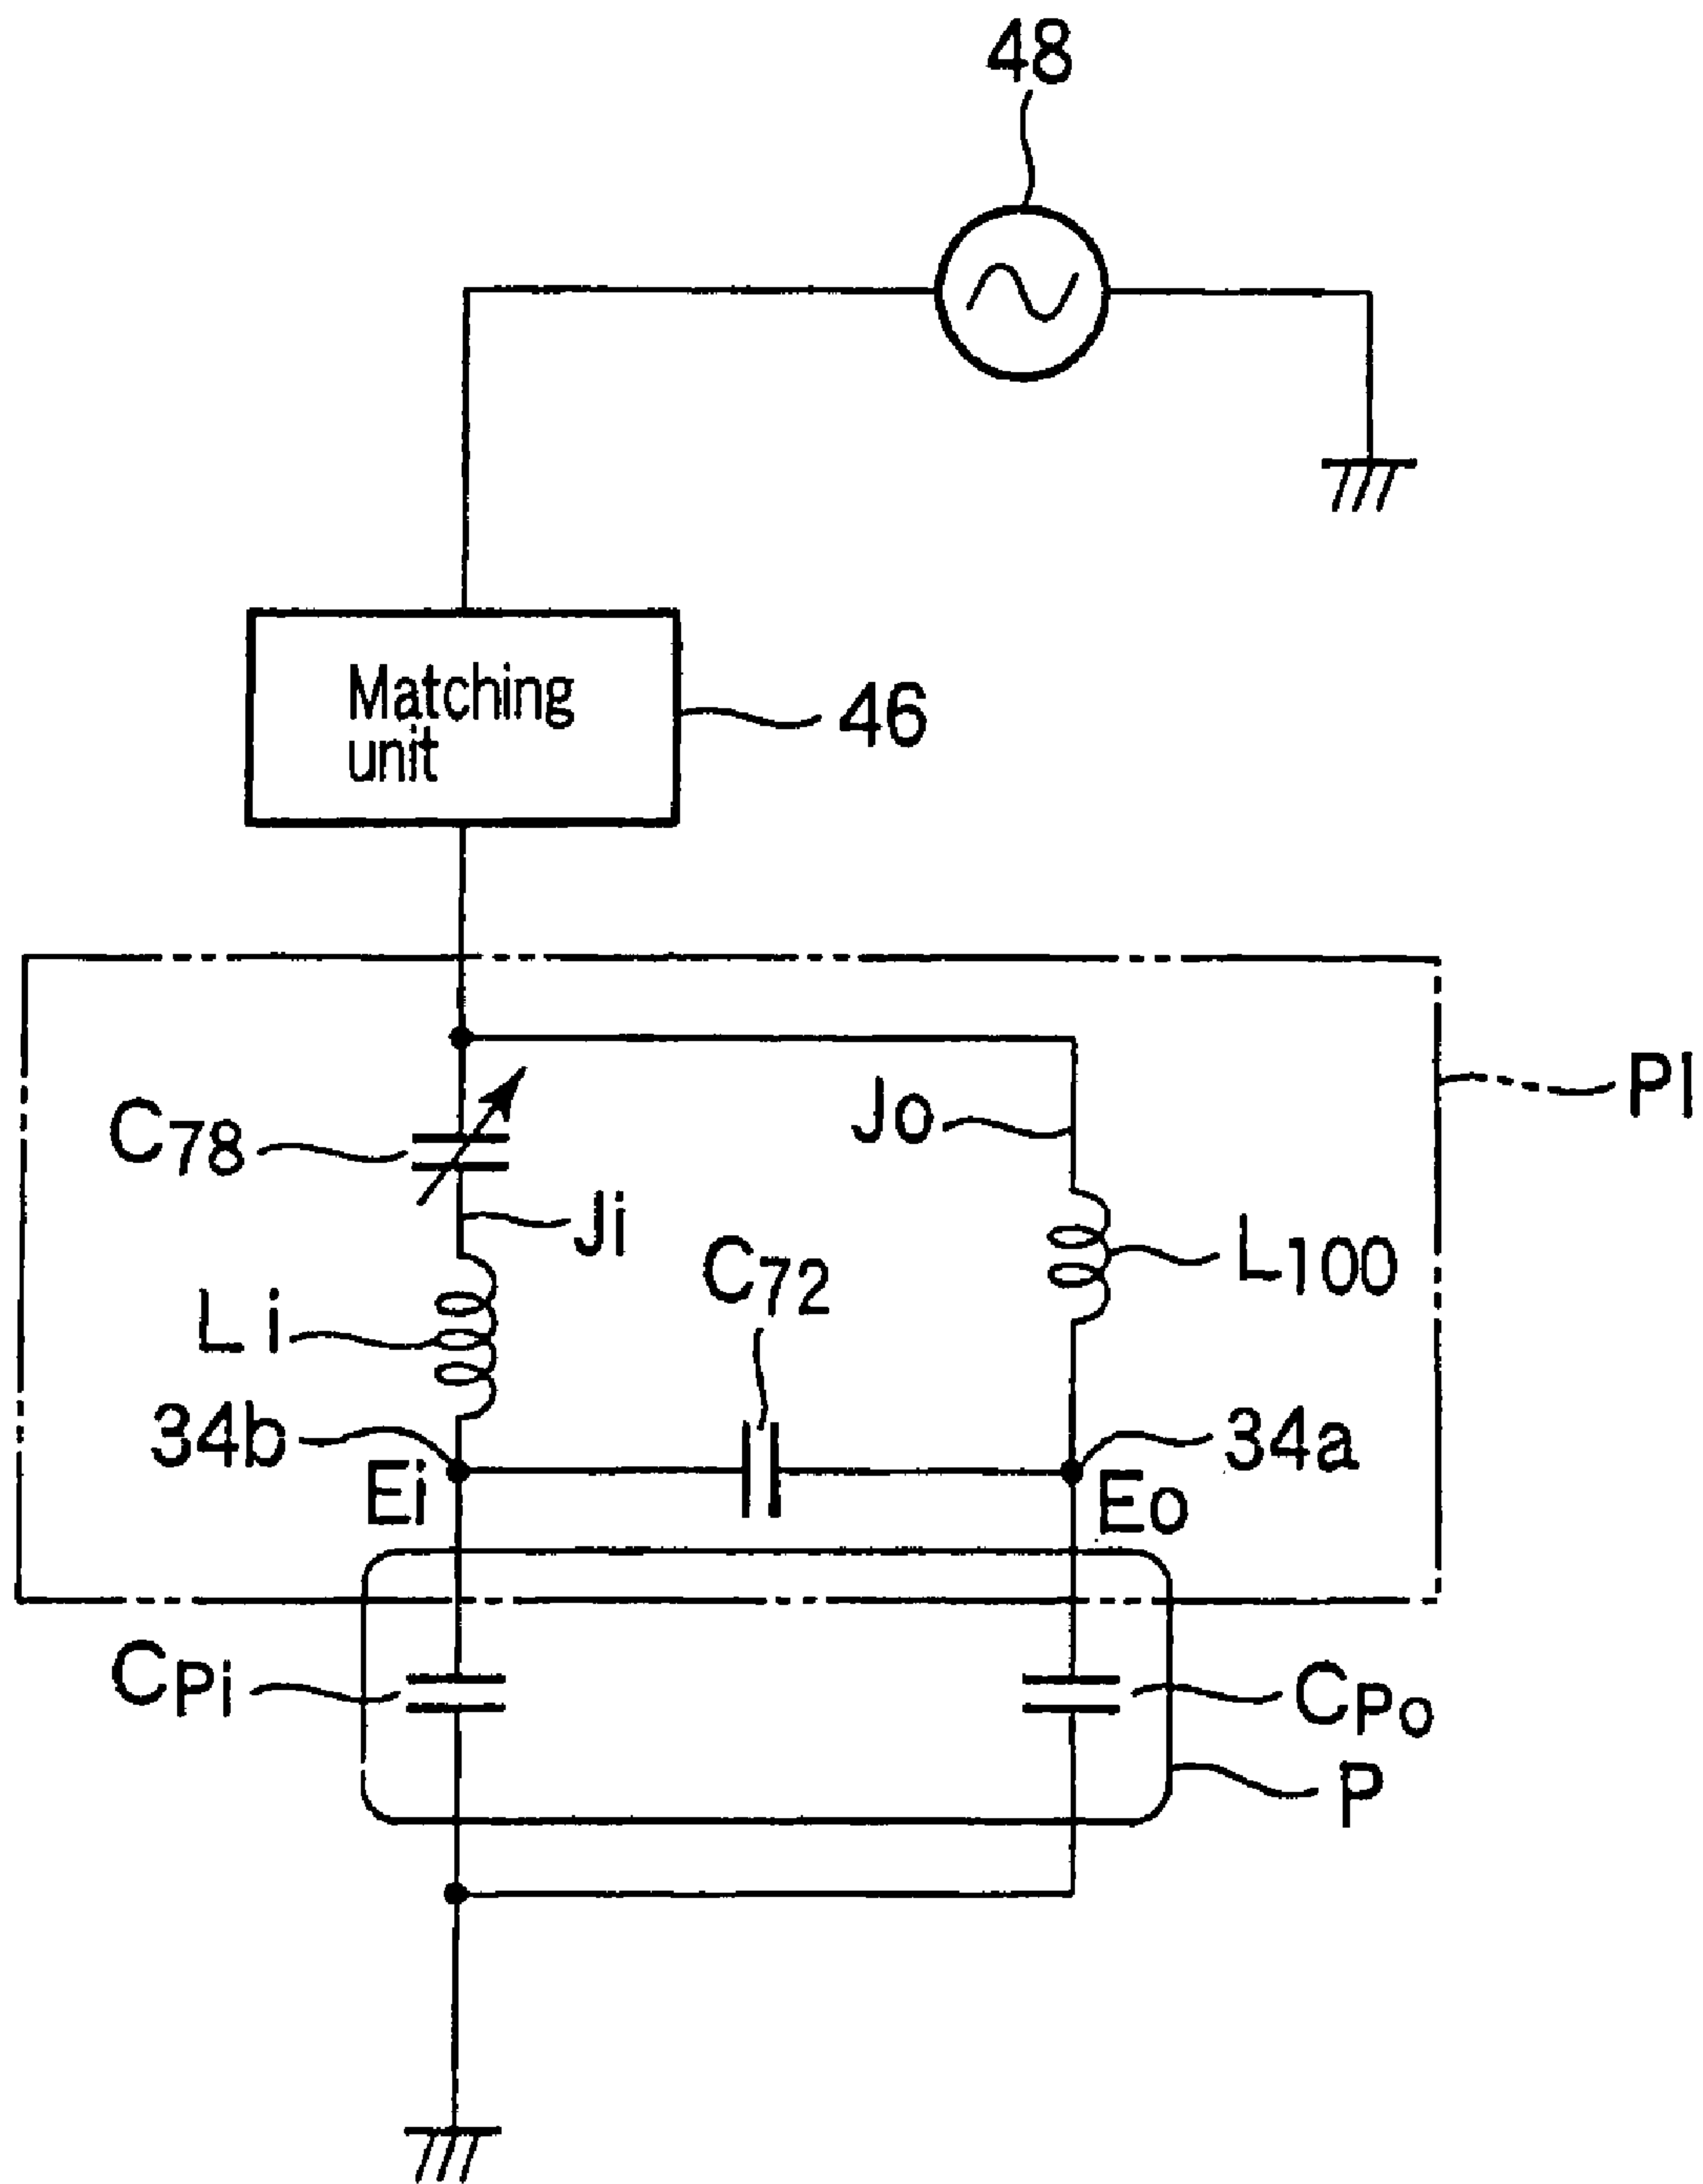 48
Matching
unit
46
PI
Jo
C78
Ji
C72
L100
Li
34b
34a
Ei
Eo
CPi
CPo
P